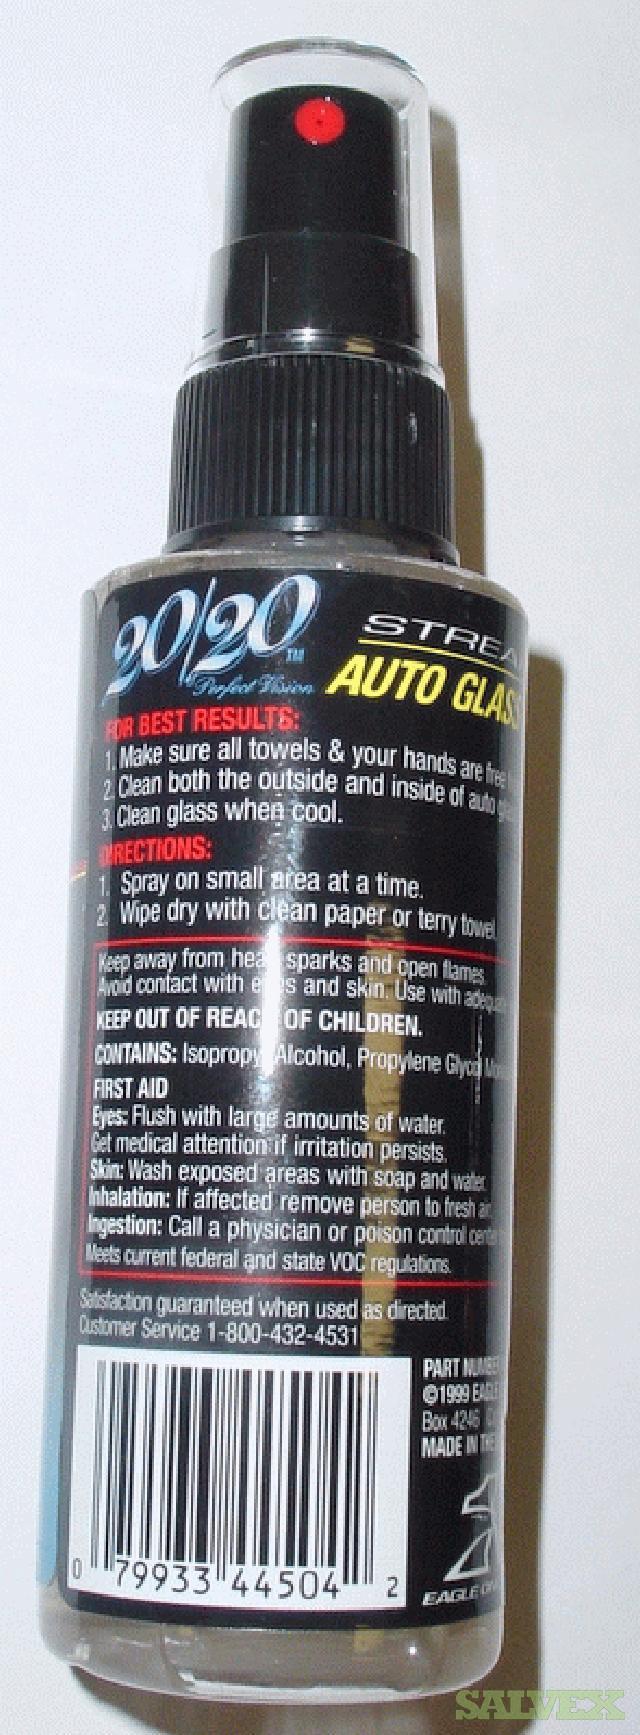 20/20™
Perfect Vision
AUTO GLASS
FOR BEST RESULTS:
1. Make sure all towels & your hands are free
2. Clean both the outside and inside of auto
3. Clean glass when cool.
DIRECTIONS:
1. Spray on small area at a time.
2. Wipe dry with clean paper or terry towel.
Keep away from heat, sparks and open flames.
Avoid contact with eyes and skin. Use with
KEEP OUT OF REACH OF CHILDREN.
CONTAINS: Isopropyl Alcohol, Propylene Glycol
FIRST AID
Eyes: Flush with large amounts of water.
Get medical attention if irritation persists.
Skin: Wash exposed areas with soap and water.
Inhalation: If affected remove person to fresh air.
Ingestion: Call a physician or poison control center
Meets current federal and state VOC regulations.
Satisfaction guaranteed when used as directed.
Customer Service 1-800-432-4531
PART NUMBER
©1999 EAGLE
Box 4246
MADE IN THE
EAGLE
0 79933 44504 2
SALVEX